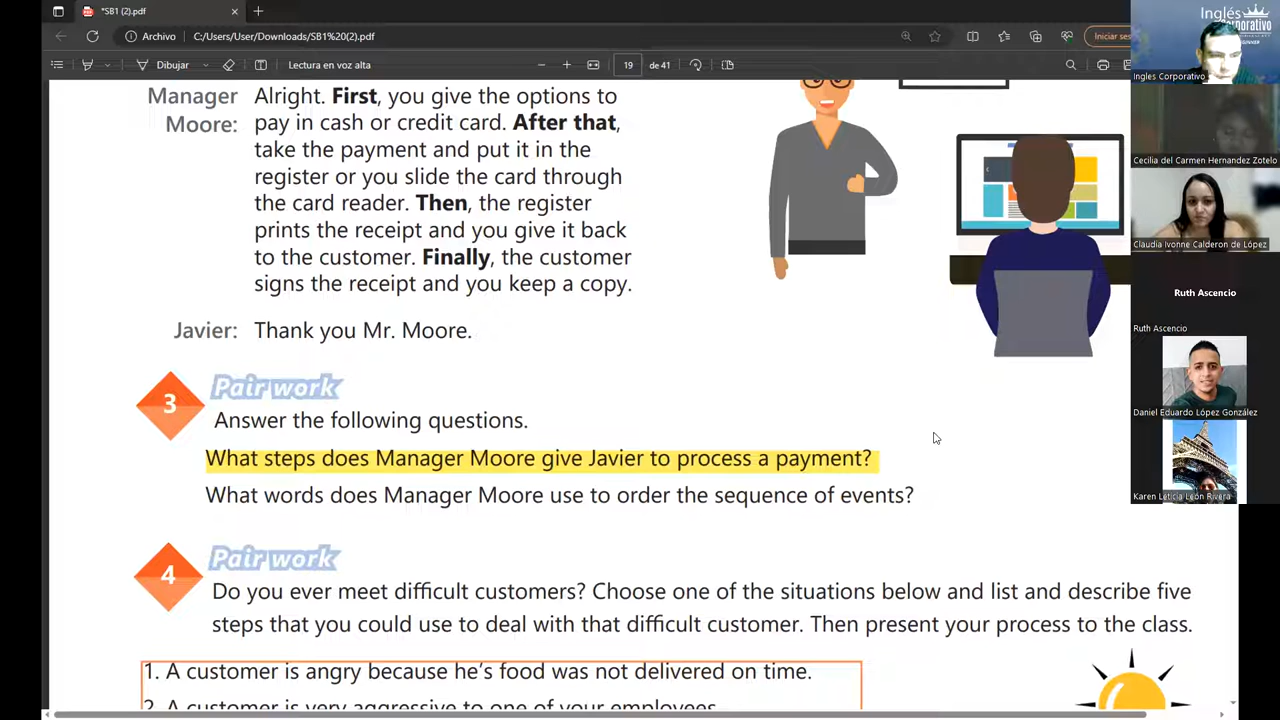 *SB1 (2).pdf
Archivo
C:/Users/User/Downloads/SB1%20(2).pdf
Iniciar ses
Dibujar
Lectura en voz alta
19
de 41
Manager
Moore:
Alright. First, you give the options to
pay in cash or credit card. After that,
take the payment and put it in the
register or you slide the card through
the card reader. Then, the register
prints the receipt and you give it back
to the customer. Finally, the customer
signs the receipt and you keep a copy.
Javier: Thank you Mr. Moore.
3
Pair work
Answer the following questions.
What steps does Manager Moore give Javier to process a payment?
What words does Manager Moore use to order the sequence of events?
4
Pair work
Do you ever meet difficult customers? Choose one of the situations below and list and describe five
steps that you could use to deal with that difficult customer. Then present your process to the class.
1. A customer is angry because he's food was not delivered on time.
2. A customer is very aggressive to one of your employees.
Inglés
Corporativo
Ingles Corporativo
Cecilia del Carmen Hernandez Zotelo
Claudia Ivonne Calderon de López
Ruth Ascencio
Ruth Ascencio
Daniel Eduardo López González
Karen Leticia León Rivera